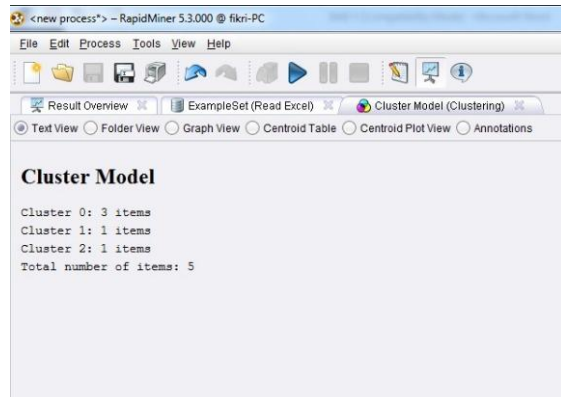 <new process*> – RapidMiner 5.3.000 @ fikri-PC
File Edit Process Tools View Help
Result Overview ExampleSet (Read Excel) Cluster Model (Clustering)
Text View Folder View Graph View Centroid Table Centroid Plot View Annotations
Cluster Model
Cluster 0: 3 items
Cluster 1: 1 items
Cluster 2: 1 items
Total number of items: 5